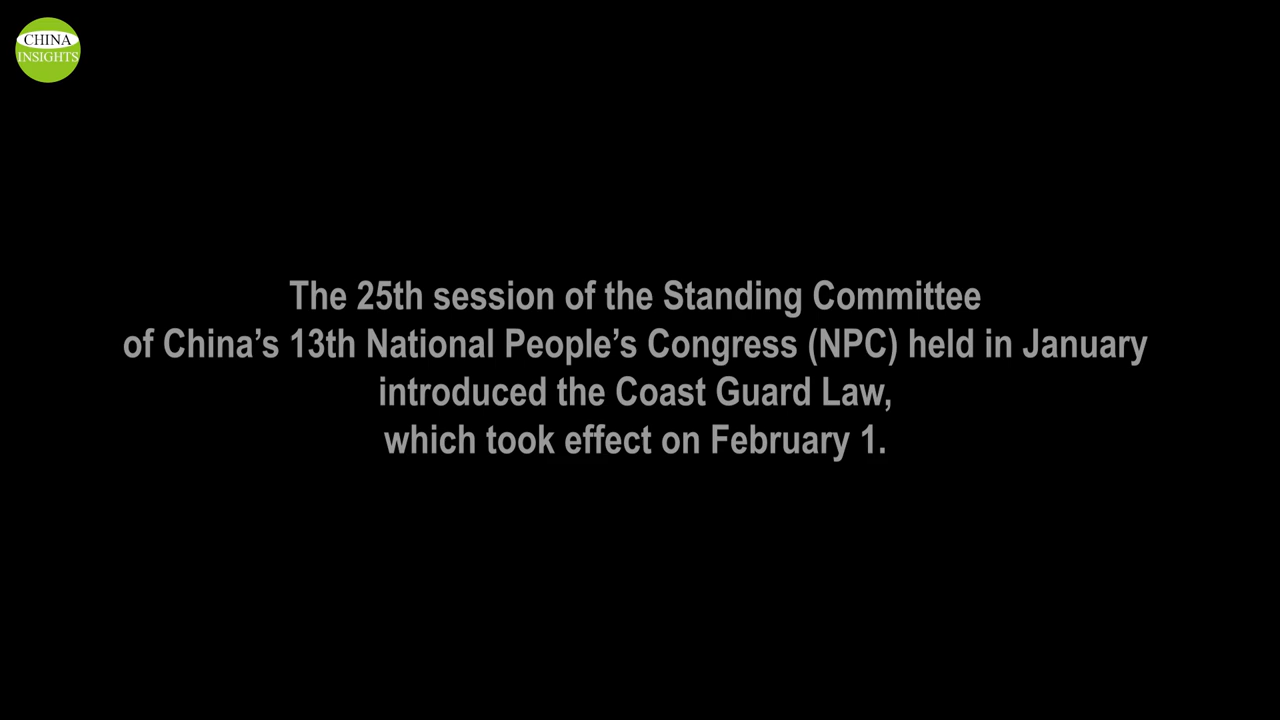 CHINA
INSIGHTS
The 25th session of the Standing Committee
of China’s 13th National People’s Congress (NPC) held in January
introduced the Coast Guard Law,
which took effect on February 1.